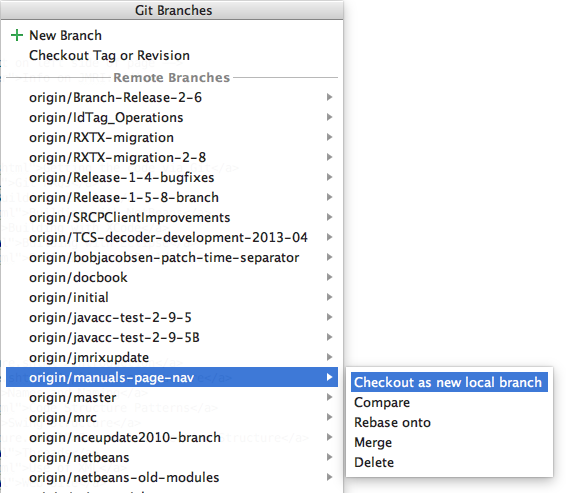 Git Branches
New Branch
Checkout Tag or Revision
Remote Branches
origin/Branch-Release-2-6
origin/IdTag_Operations
origin/RXTX-migration
origin/RXTX-migration-2-8
origin/Release-1-4-bugfixes
origin/Release-1-5-8-branch
origin/SRCPClientImprovements
origin/TCS-decoder-development-2013-04
origin/bobjacobsen-patch-time-separator
origin/docbook
origin/initial
origin/javacc-test-2-9-5
origin/javacc-test-2-9-5B
origin/jmrixupdate
origin/manuals-page-nav
Checkout as new local branch
origin/master
Compare
origin/mrc
Rebase onto
origin/nceupdate2010-branch
Merge
origin/netbeans
Delete
origin/netbeans-old-modules